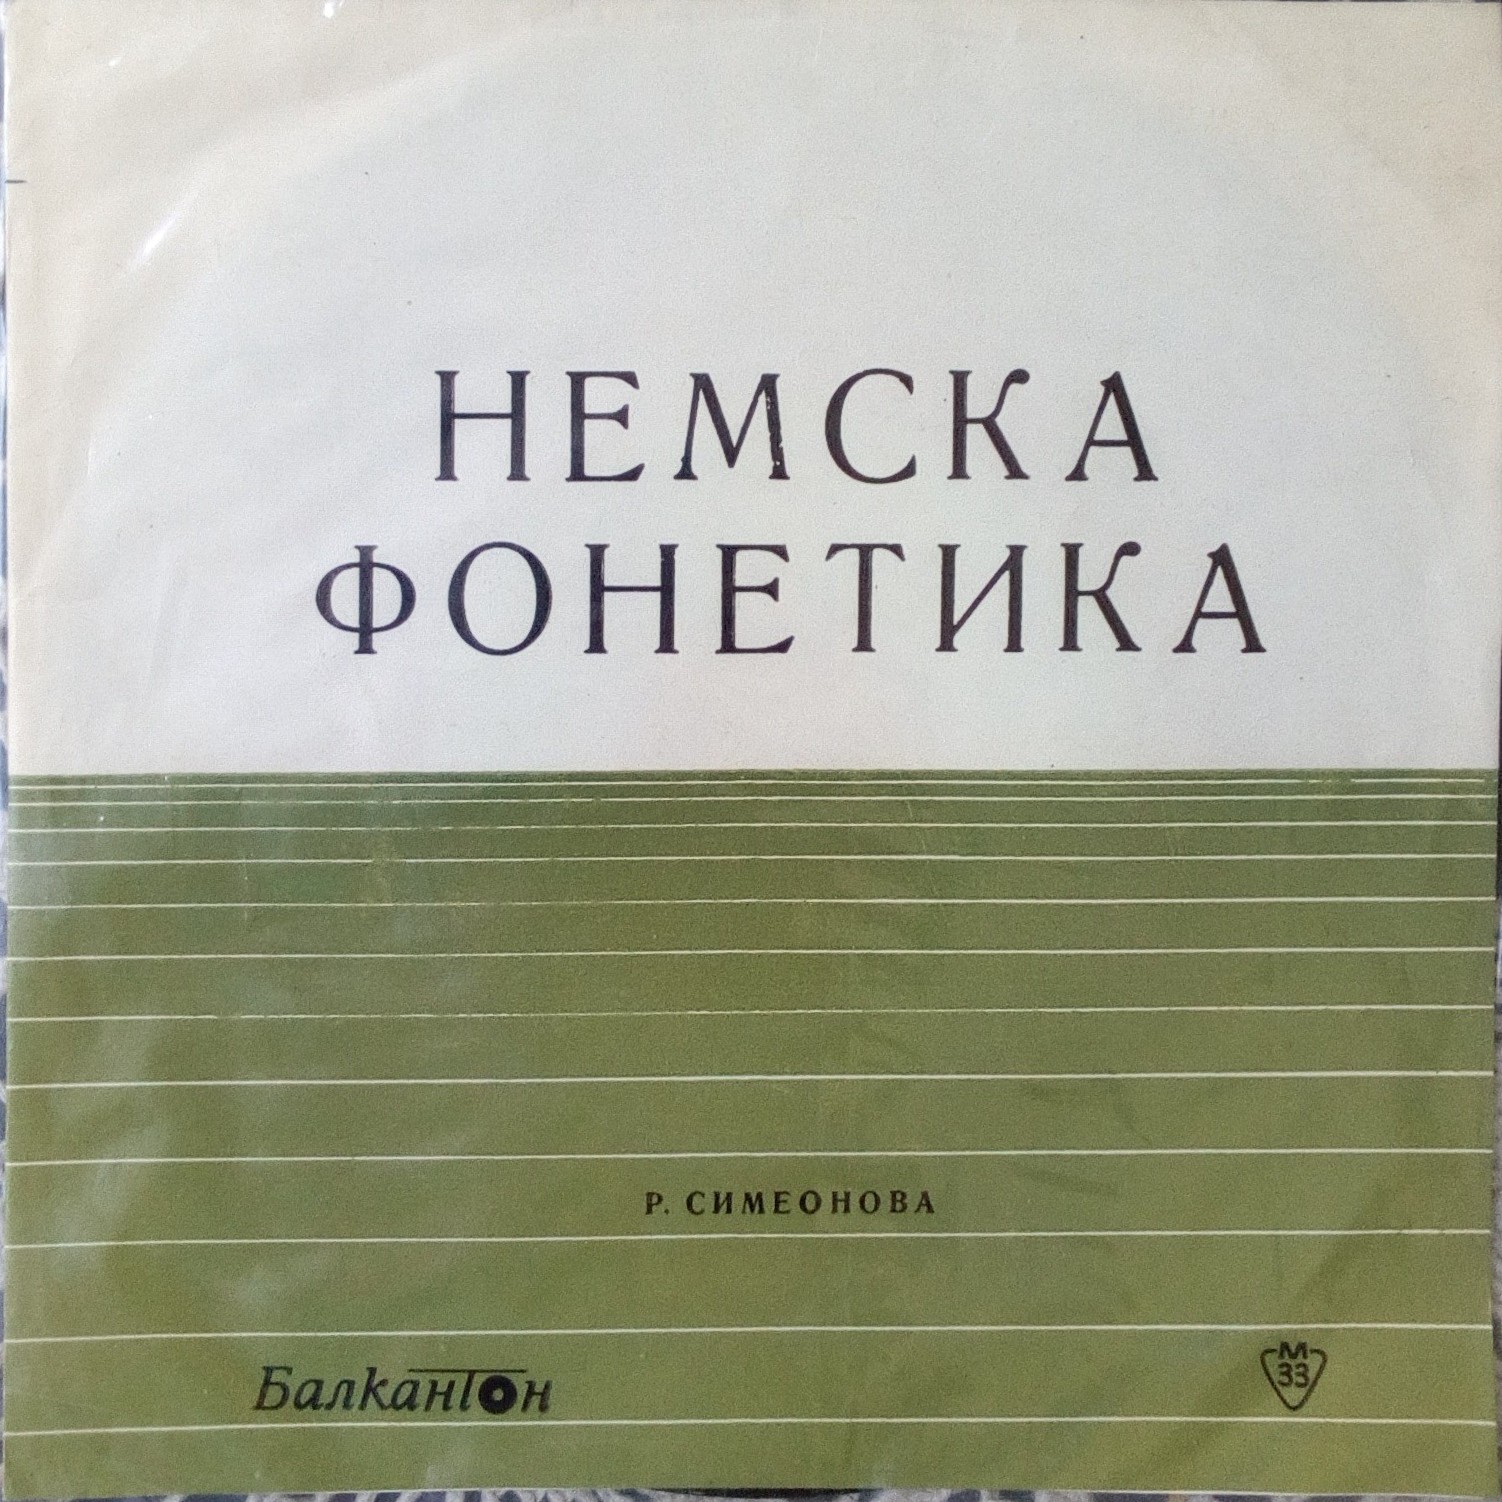 НЕМСКА
ФОНЕТИКА
Р. СИМЕОНОВА
Балкантон
М
33